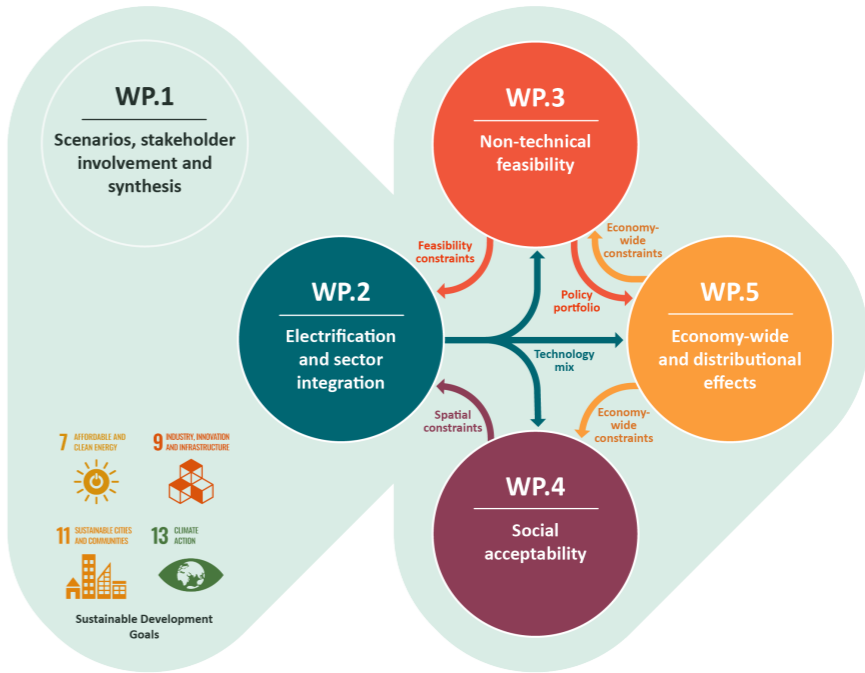 WP.1
Scenarios, stakeholder
involvement and
synthesis
WP.3
Non-technical
feasibility
Feasibility
constraints
Economy-
wide
constraints
WP.2
Electrification
and sector
integration
Policy
portfolio
WP.5
Economy-wide
and distributional
effects
Technology
mix
Spatial
constraints
Economy-
wide
constraints
WP.4
Social
acceptability
7 AFFORDABLE AND
CLEAN ENERGY
9 INDUSTRY, INNOVATION
AND INFRASTRUCTURE
11 SUSTAINABLE CITIES
AND COMMUNITIES
13 CLIMATE
ACTION
Sustainable Development
Goals